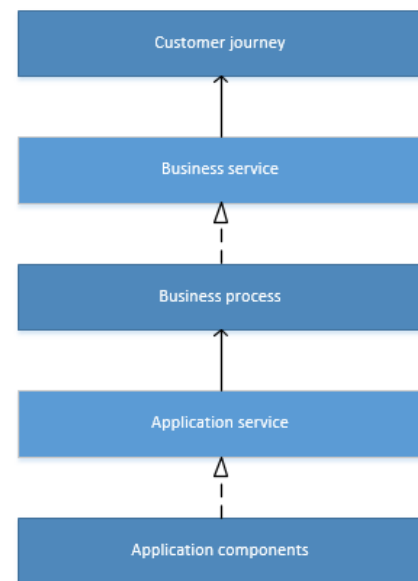 Customer journey
Business service
Business process
Application service
Application components